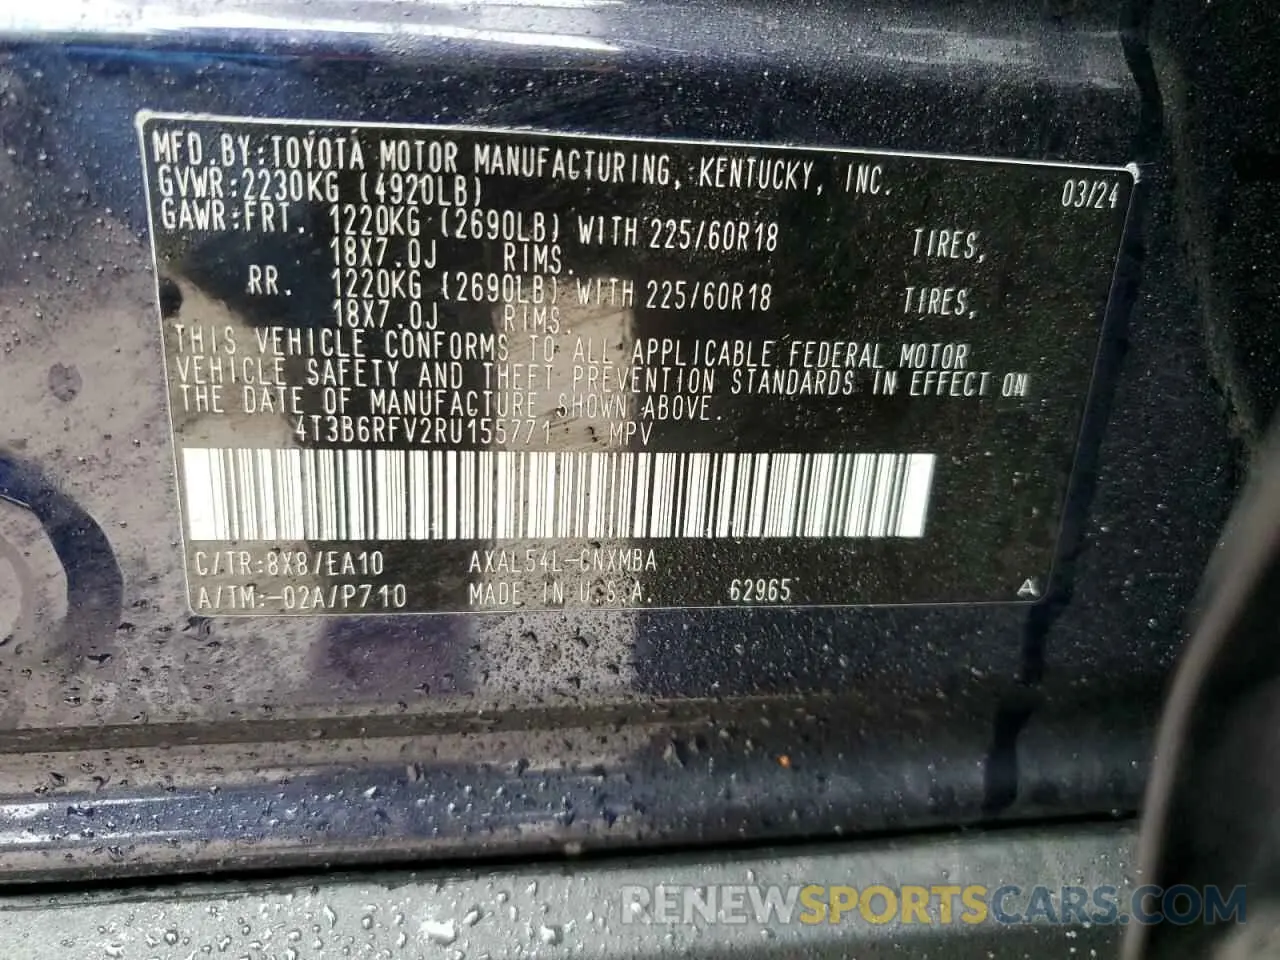 MFD.BY:TOYOTA MOTOR MANUFACTURING, KENTUCKY, INC. 03/24
GVWR:2230KG (4920LB)
GAWR:FRT. 1220KG (2690LB) WITH 225/60R18 TIRES,
18X7.0J RIMS.
RR. 1220KG (2690LB) WITH 225/60R18 TIRES,
18X7.0J RIMS.
THIS VEHICLE CONFORMS TO ALL APPLICABLE FEDERAL MOTOR
VEHICLE SAFETY AND THEFT PREVENTION STANDARDS IN EFFECT ON
THE DATE OF MANUFACTURE SHOWN ABOVE.
4T3B6RFV2RU155771 MPV
C/TR:8X8/EA10 AXAL54L-CNXMBA
A/TM:-02A/P710 MADE IN U.S.A. 62965 A
RENEWSPORTSCARS.COM